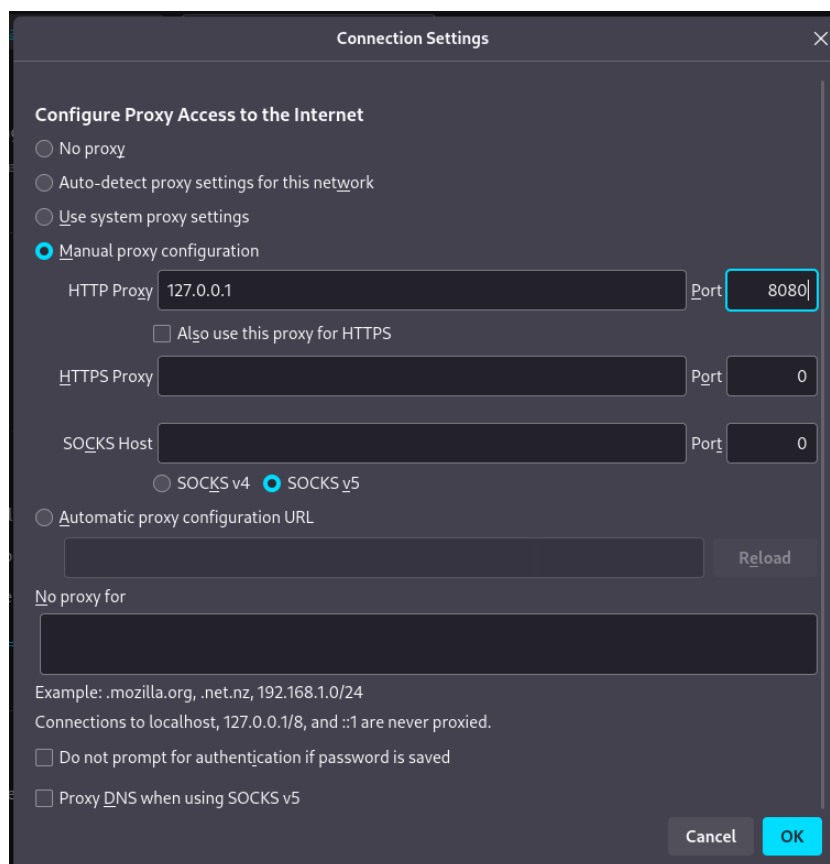 Connection Settings
Configure Proxy Access to the Internet
No proxy
Auto-detect proxy settings for this network
Use system proxy settings
Manual proxy configuration
HTTP Proxy 127.0.0.1 Port 8080
Also use this proxy for HTTPS
HTTPS Proxy Port 0
SOCKS Host Port 0
SOCKS v4 SOCKS v5
Automatic proxy configuration URL
Reload
No proxy for
Example: .mozilla.org, .net.nz, 192.168.1.0/24
Connections to localhost, 127.0.0.1/8, and ::1 are never proxied.
Do not prompt for authentication if password is saved
Proxy DNS when using SOCKS v5
Cancel OK